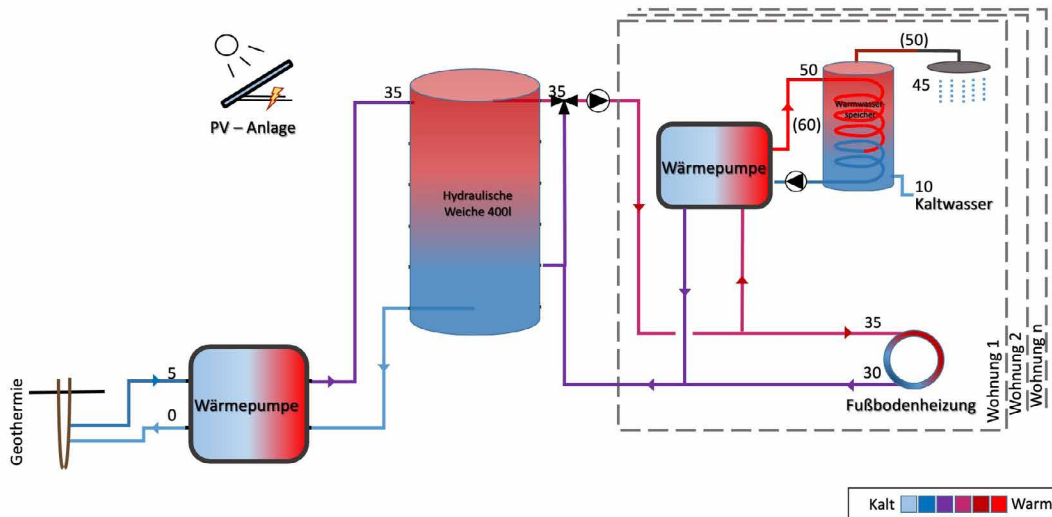 PV – Anlage
35
35
Hydraulische
Weiche 400l
Geothermie
5
0
Wärmepumpe
Wärmepumpe
50
(60)
Warmwasser
speicher
(50)
45
10
Kaltwasser
35
30
Fußbodenheizung
Wohnung 1
Wohnung 2
Wohnung n
Kalt
Warm